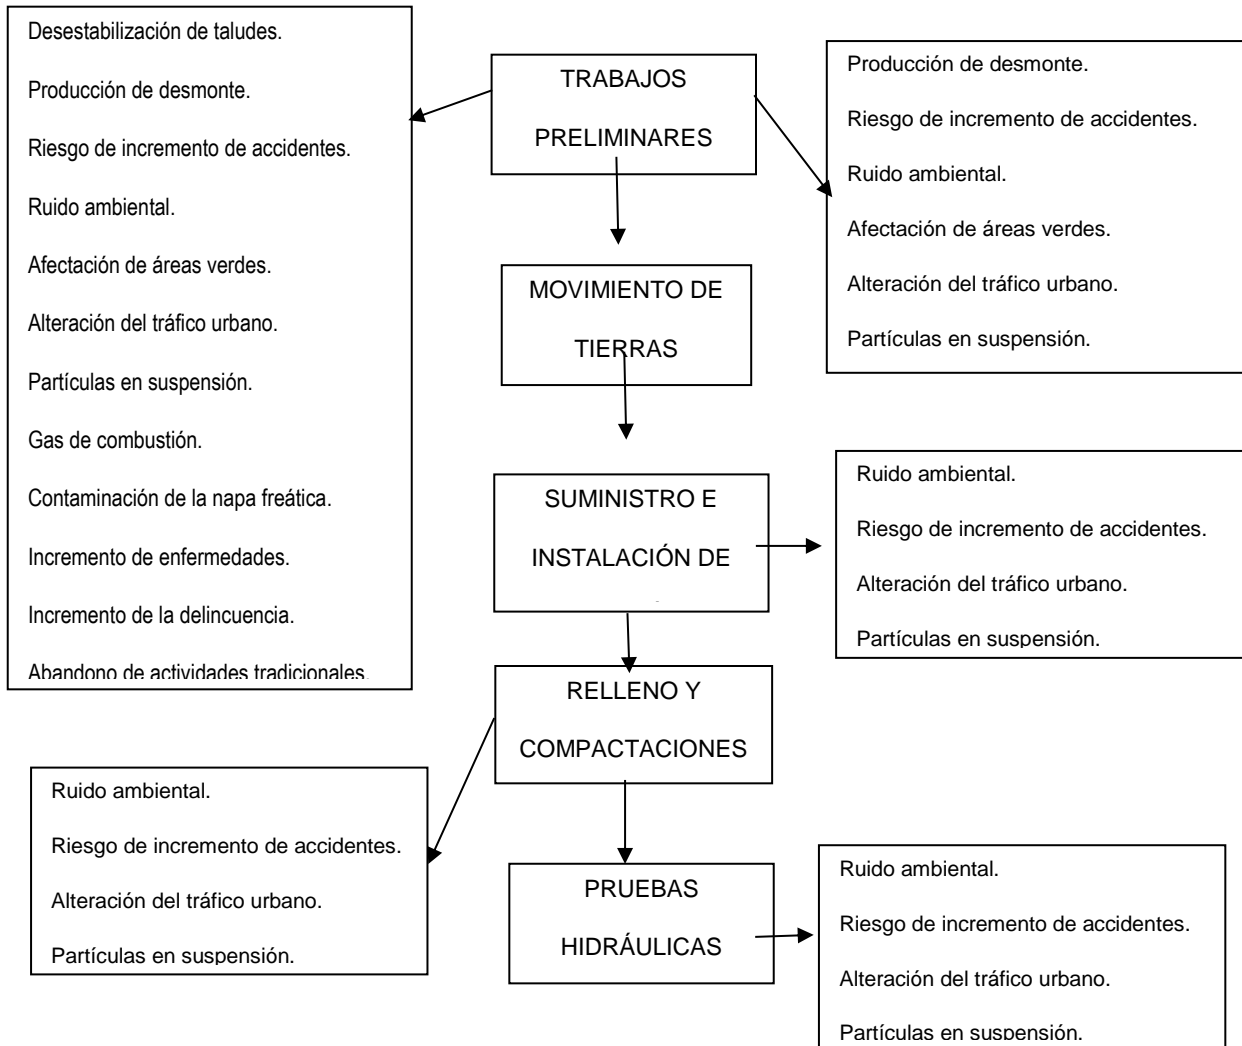 Desestabilización de taludes.
Producción de desmonte.
Riesgo de incremento de accidentes.
Ruido ambiental.
Afectación de áreas verdes.
Alteración del tráfico urbano.
Partículas en suspensión.
Gas de combustión.
Contaminación de la napa freática.
Incremento de enfermedades.
Incremento de la delincuencia.
Abandono de actividades tradicionales.
TRABAJOS
PRELIMINARES
Producción de desmonte.
Riesgo de incremento de accidentes.
Ruido ambiental.
Afectación de áreas verdes.
Alteración del tráfico urbano.
Partículas en suspensión.
MOVIMIENTO DE
TIERRAS
SUMINISTRO E
INSTALACIÓN DE
Ruido ambiental.
Riesgo de incremento de accidentes.
Alteración del tráfico urbano.
Partículas en suspensión.
RELLENO Y
COMPACTACIONES
Ruido ambiental.
Riesgo de incremento de accidentes.
Alteración del tráfico urbano.
Partículas en suspensión.
PRUEBAS
HIDRÁULICAS
Ruido ambiental.
Riesgo de incremento de accidentes.
Alteración del tráfico urbano.
Partículas en suspensión.